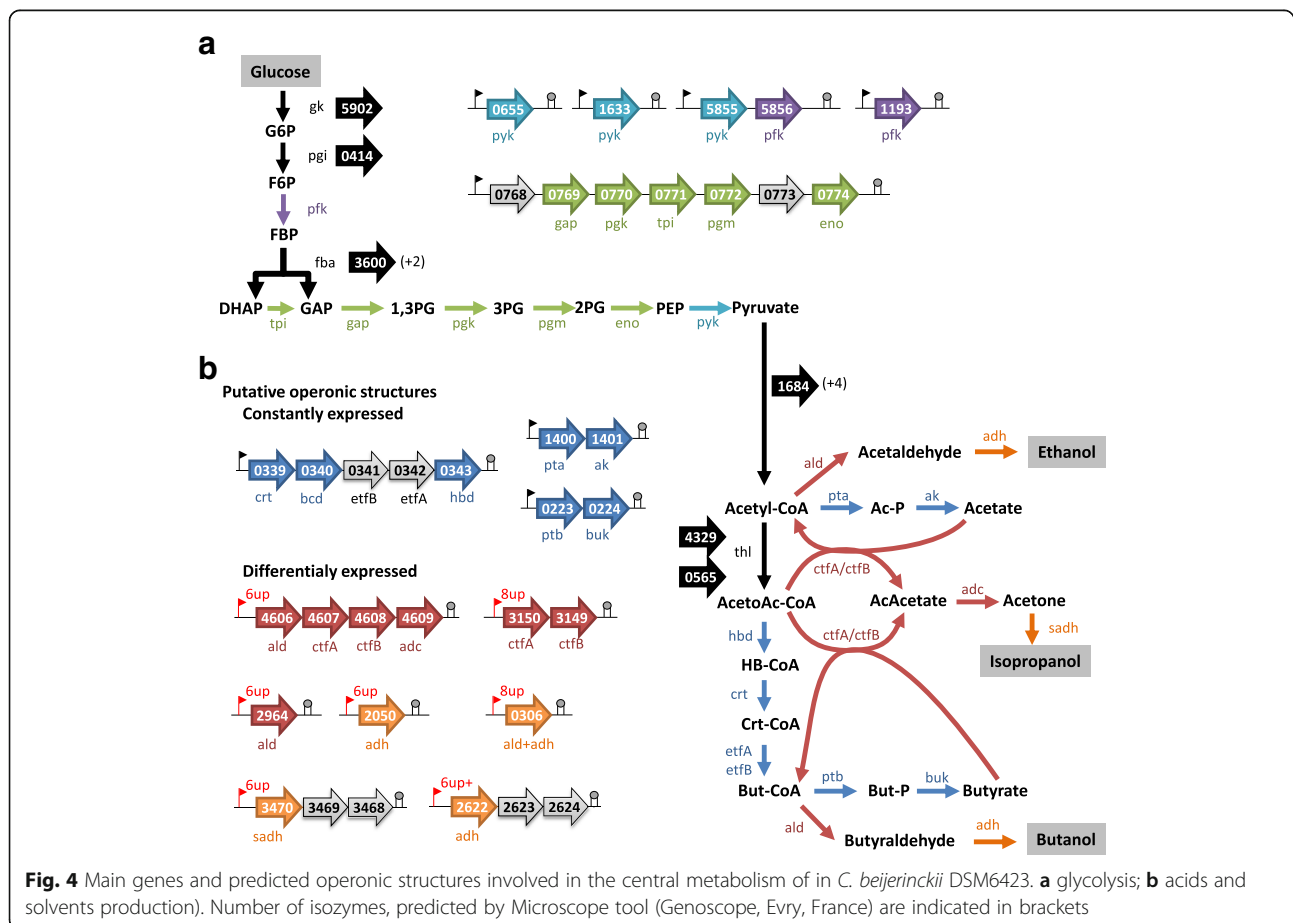 a
Glucose
gk 5902
G6P
pgi 0414
F6P
pfk
FBP
fba 3600 (+2)
DHAP GAP 1,3PG 3PG 2PG PEP Pyruvate
tpi gap pgk pgm eno pyk
0655 1633 5855 5856 1193
pyk pyk pyk pfk pfk
0768 0769 0770 0771 0772 0773 0774
gap pgk tpi pgm eno
1684 (+4)
b
Putative operonic structures
Constantly expressed
0339 0340 0341 0342 0343
crt bcd etfB etfA hbd
1400 1401
pta ak
0223 0224
ptb buk
Differentialy expressed
6up
4606 4607 4608 4609
ald ctfA ctfB adc
8up
3150 3149
ctfA ctfB
6up 6up 8up
2964 2050 0306
ald adh ald+adh
6up 6up+
3470 3469 3468 2622 2623 2624
sadh adh
Acetaldehyde adh Ethanol
ald
Acetyl-CoA pta Ac-P ak Acetate
4329
thl
0565
ctfA/ctfB
AcetoAc-CoA AcAcetate adc Acetone
hbd ctfA/ctfB sadh
HB-CoA Isopropanol
crt
Crt-CoA
etfA
etfB
But-CoA ptb But-P buk Butyrate
ald
Butyraldehyde adh Butanol
Fig. 4 Main genes and predicted operonic structures involved in the central metabolism of in C. beijerinckii DSM6423. a glycolysis; b acids and
solvents production). Number of isozymes, predicted by Microscope tool (Genoscope, Evry, France) are indicated in brackets